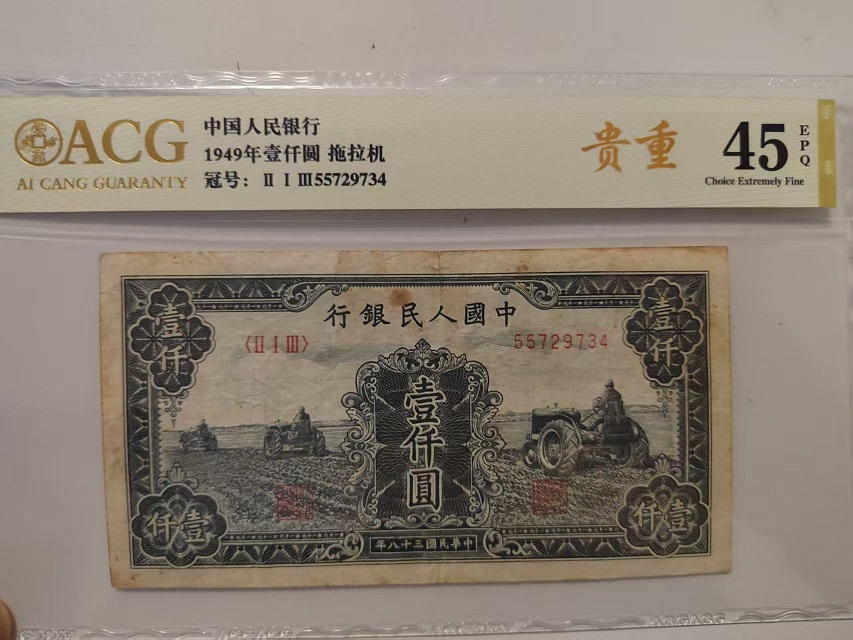 ACG
AI CANG GUARANTY
中国人民银行
1949年壹仟圆 拖拉机
冠号：Ⅱ Ⅰ Ⅲ55729734
贵重
45
EPQ
Choice Extremely Fine
行銀民人國中
壹仟
壹仟
〈Ⅱ Ⅰ Ⅲ〉
55729734
壹仟圓
仟壹
仟壹
年八十三國民華中